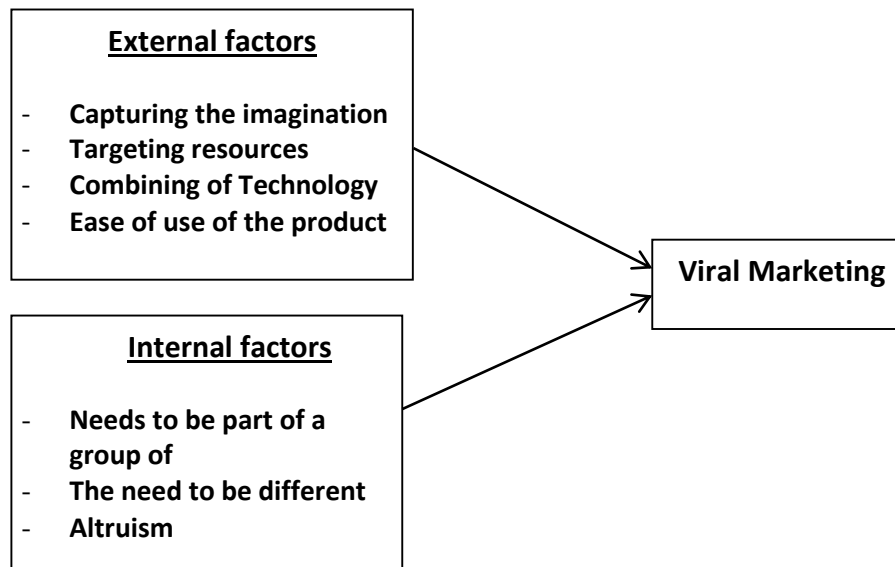 External factors
- Capturing the imagination
- Targeting resources
- Combining of Technology
- Ease of use of the product
Viral Marketing
Internal factors
- Needs to be part of a
group of
- The need to be different
- Altruism